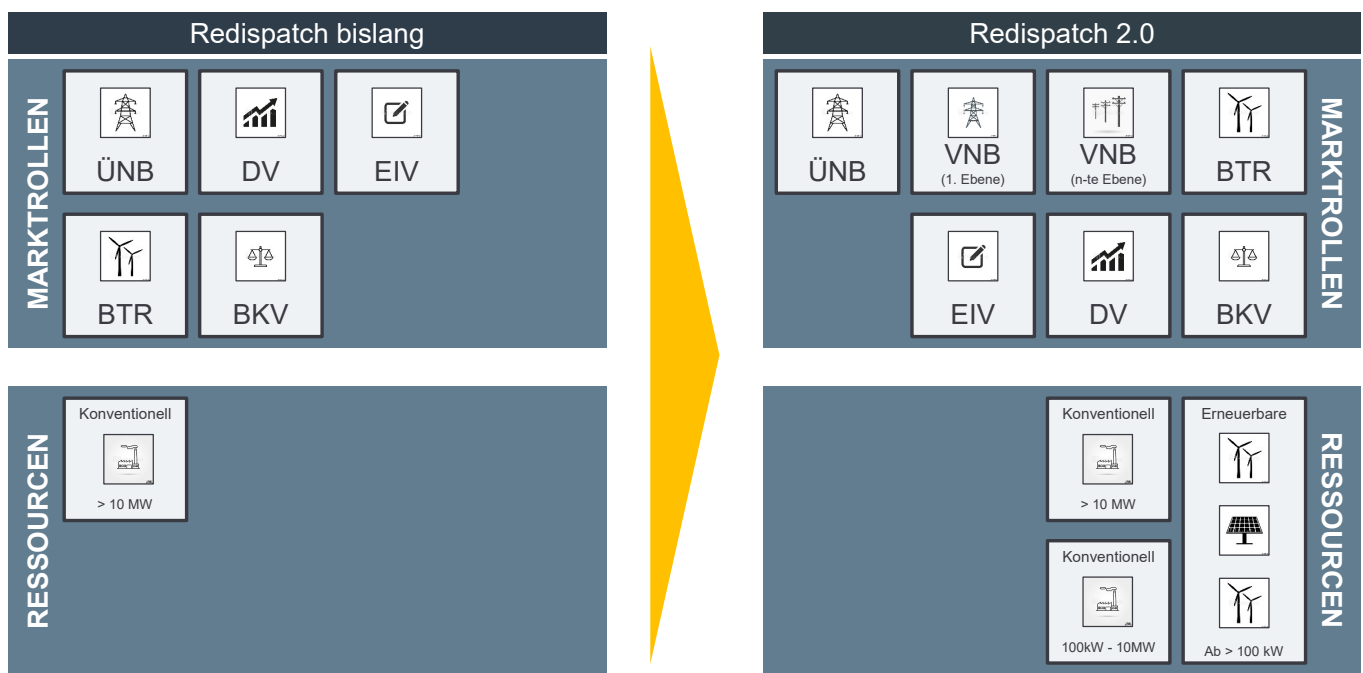 Redispatch bislang
MARKTROLLEN
ÜNB
DV
EIV
BTR
BKV
RESSOURCEN
Konventionell
> 10 MW
Redispatch 2.0
ÜNB
VNB
(1. Ebene)
VNB
(n-te Ebene)
BTR
EIV
DV
BKV
MARKTROLLEN
Konventionell
> 10 MW
Konventionell
100kW - 10MW
Erneuerbare
Ab > 100 kW
RESSOURCEN